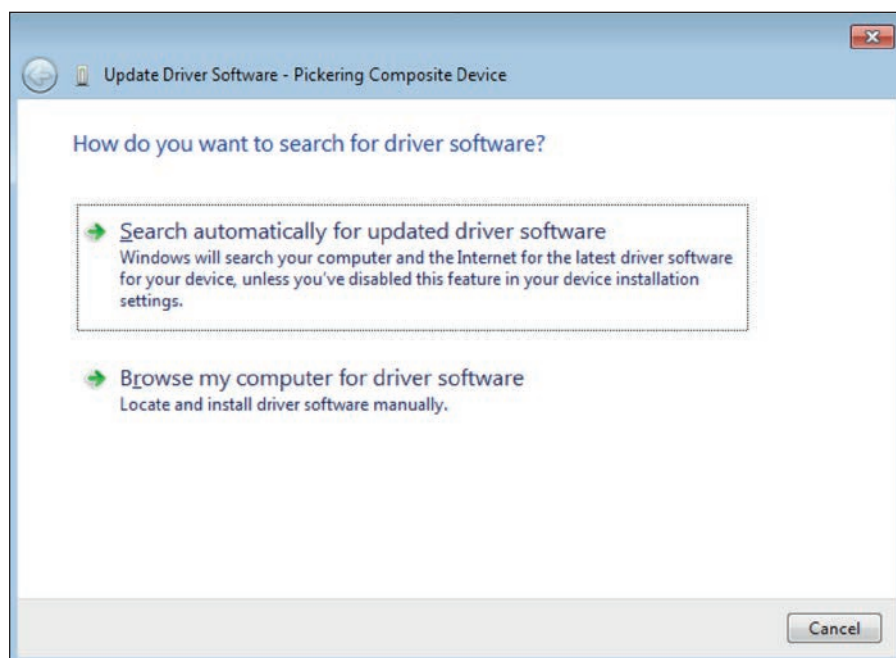 Update Driver Software - Pickering Composite Device
How do you want to search for driver software?
Search automatically for updated driver software
Windows will search your computer and the Internet for the latest driver software
for your device, unless you've disabled this feature in your device installation
settings.
Browse my computer for driver software
Locate and install driver software manually.
Cancel